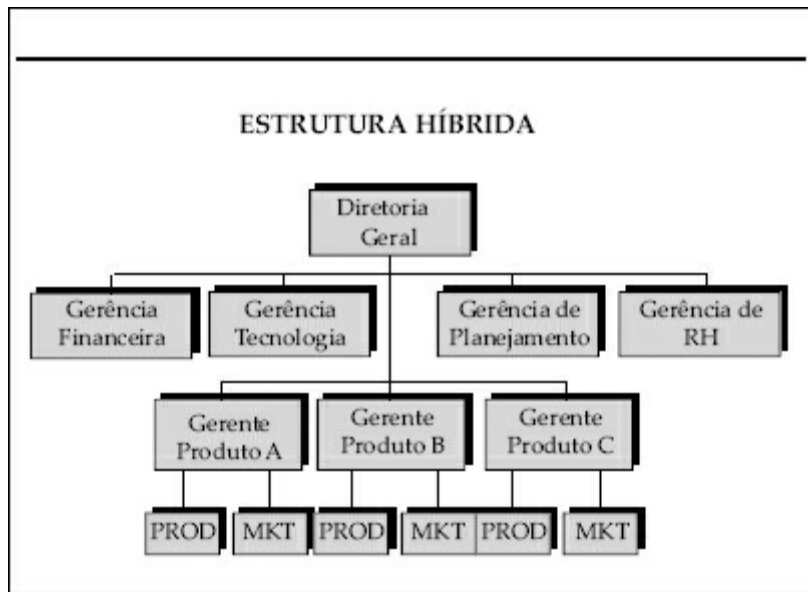 ESTRUTURA HÍBRIDA
Diretoria
Geral
Gerência
Financeira
Gerência
Tecnologia
Gerência de
Planejamento
Gerência de
RH
Gerente
Produto A
Gerente
Produto B
Gerente
Produto C
PROD
MKT
PROD
MKT
PROD
MKT